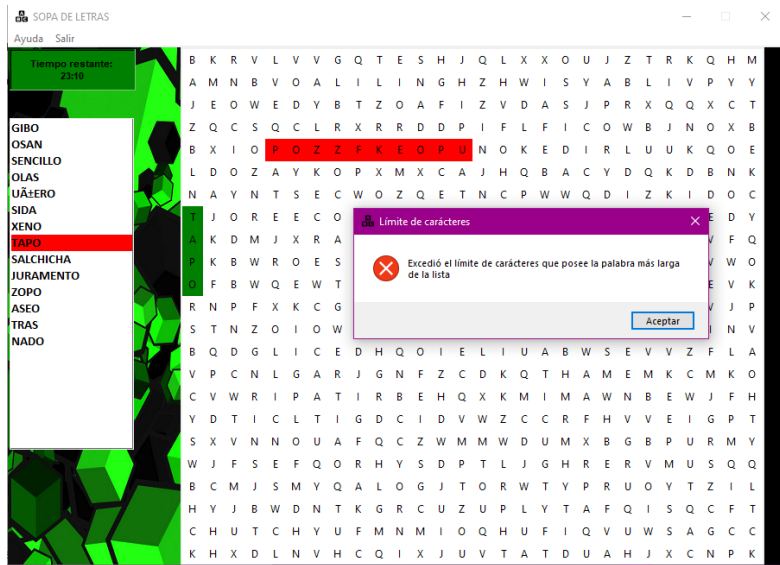 SOPA DE LETRAS
Ayuda Salir
Tiempo restante:
23:10
GIBO
OSAN
SENCILLO
OLAS
UÃ±ERO
SIDA
XENO
TAPO
SALCHICHA
JURAMENTO
ZOPO
ASEO
TRAS
NADO
B K R V L V V G Q T E S H J Q L X X O U J Z T R K Q H M
A M N B V O A L I L I N G H Z H W I S Y A B L I V P Y Y
J E O W E D Y B T Z O A F I Z V D A S J P R X Q Q X C T
Z Q C S Q C L R X R R D D P I F L F I C O W B J N O X B
B X I O P O Z Z F K E O P U N O K E D I R L U U K Q O E
L D O Z A Y K O P X M X C A J H Q B A C Y D Q K D B N K
N A Y N T S E C W O Z Q E T N C P W W Q D I Z K I D O C
T J O R E E C O E D Y
A K D M J X R A V F Q
P K B W R O E S V W O
O F B W Q E W T E V K
R N P F X K C G V J P
S T N Z O I O W I N V
Límite de carácteres
Excedió el límite de carácteres que posee la palabra más larga
de la lista
Aceptar
B Q D G L I C E D H Q O I E L I U A B W S E V V Z F L A
V P C N L G A R J G N F Z C D K Q T H A M E M K C M K O
C V W R I P A T I R B E H Q X K M I M A W N B E W J F H
Y D T I C L T I G D C I D V W Z C C R F H V V E I G P T
S X V N N O U A F Q C Z W M M W D U M X B G B P U R M Y
W J F S E F Q O R H Y S D P T L J G H R E R V M U S Q Q
B C M J S M Y Q A L O G J T O R W T Y P R U O Y T Z I L
H Y J B W D N T K G R C U Z U P L Y T A F Q I S Q C F T
C H U T C H Y U F M N M I I Q H U F I Q V U W S A G C C
K H X D L N V H C Q I X J U V T A T D U A H J X C N P K